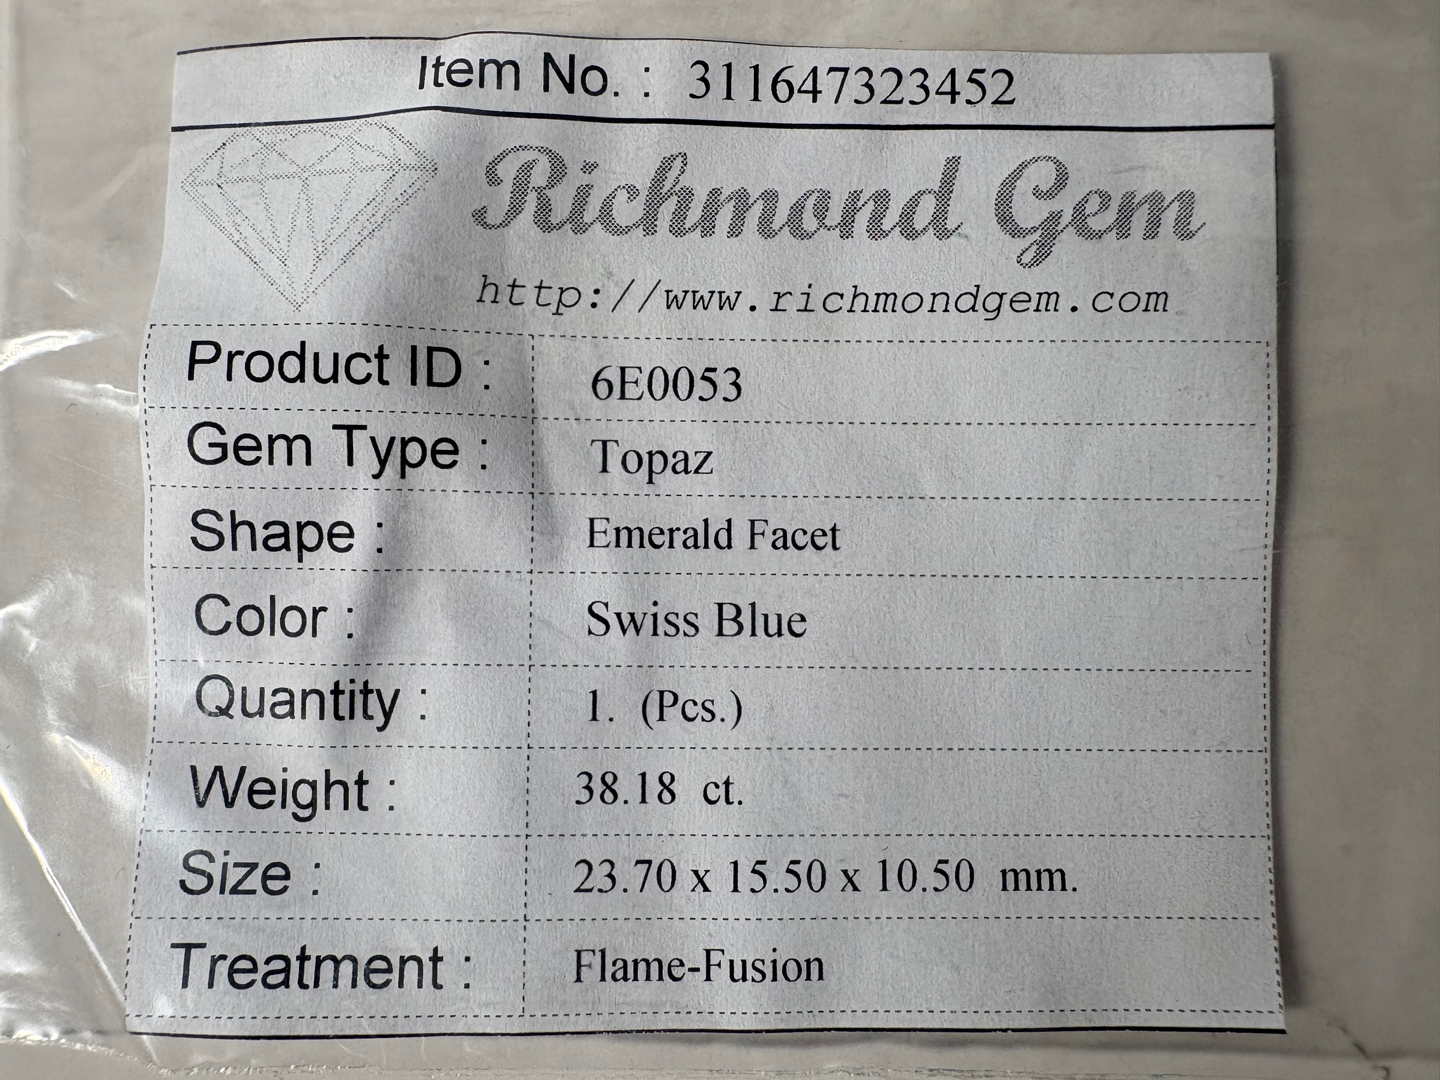 Item No. : 311647323452
Richmond Gem
http://www.richmondgem.com
Product ID : 6E0053
Gem Type : Topaz
Shape : Emerald Facet
Color : Swiss Blue
Quantity : 1. (Pcs.)
Weight : 38.18 ct.
Size : 23.70 x 15.50 x 10.50 mm.
Treatment : Flame-Fusion